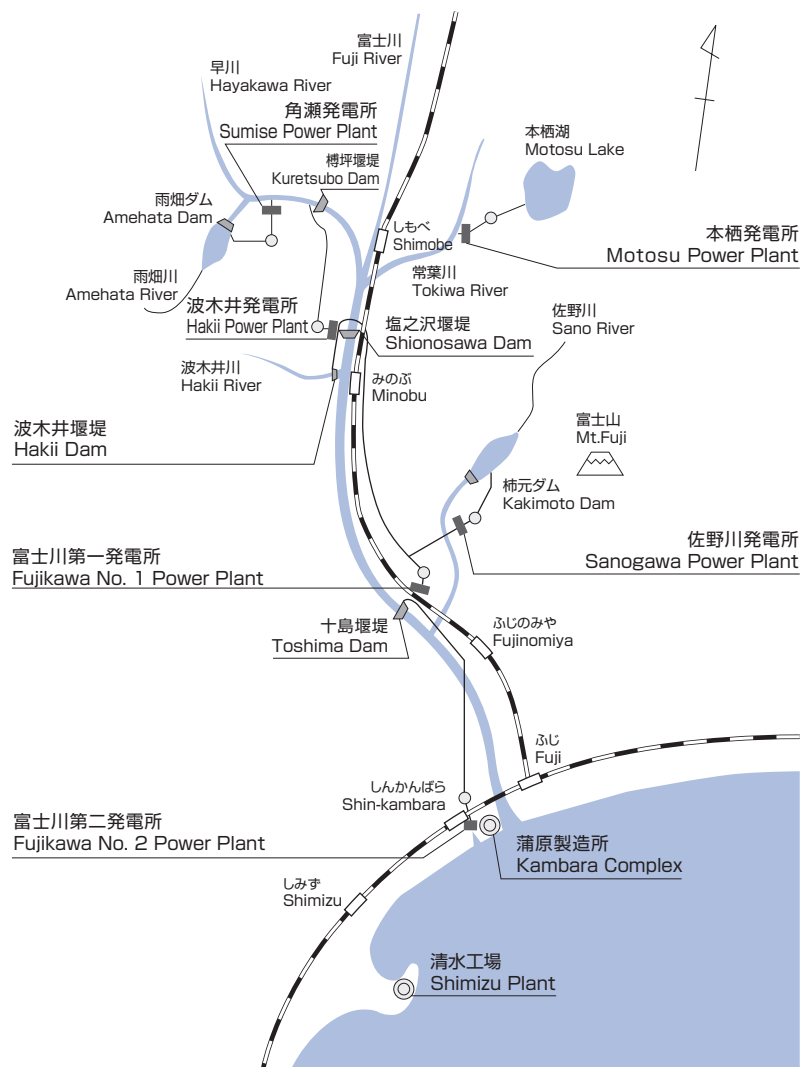 富士川
Fuji River
早川
Hayakawa River
角瀬発電所
Sumise Power Plant
榑坪堰堤
Kuretsubo Dam
本栖湖
Motosu Lake
雨畑ダム
Amehata Dam
しもべ
Shimobe
本栖発電所
Motosu Power Plant
雨畑川
Amehata River
常葉川
Tokiwa River
波木井発電所
Hakii Power Plant
塩之沢堰堤
Shionosawa Dam
佐野川
Sano River
波木井川
Hakii River
みのぶ
Minobu
富士山
Mt.Fuji
波木井堰堤
Hakii Dam
柿元ダム
Kakimoto Dam
佐野川発電所
Sanogawa Power Plant
富士川第一発電所
Fujikawa No. 1 Power Plant
十島堰堤
Toshima Dam
ふじのみや
Fujinomiya
ふじ
Fuji
しんかんばら
Shin-kambara
富士川第二発電所
Fujikawa No. 2 Power Plant
蒲原製造所
Kambara Complex
しみず
Shimizu
清水工場
Shimizu Plant